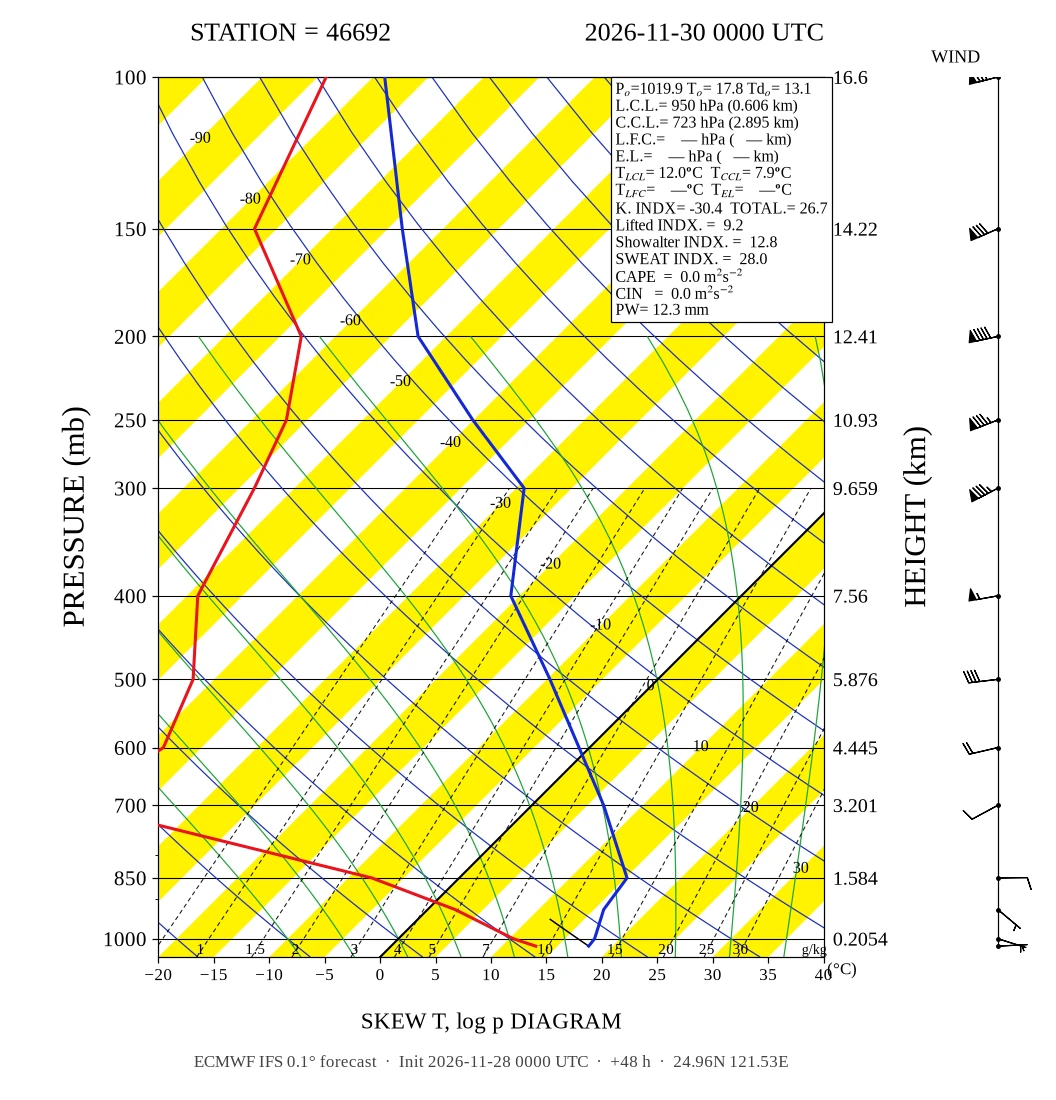 STATION = 46692
2026-11-30 0000 UTC
WIND
Pₒ=1019.9 Tₒ= 17.8 Tdₒ= 13.1
L.C.L.= 950 hPa (0.606 km)
C.C.L.= 723 hPa (2.895 km)
L.F.C.= — hPa ( — km)
E.L.= — hPa ( — km)
T_LCL= 12.0°C T_CCL= 7.9°C
T_LFC= —°C T_EL= —°C
K. INDX= -30.4 TOTAL.= 26.7
Lifted INDX. = 9.2
Showalter INDX. = 12.8
SWEAT INDX. = 28.0
CAPE = 0.0 m²s⁻²
CIN = 0.0 m²s⁻²
PW= 12.3 mm
100
150
200
250
300
400
500
600
700
850
1000
PRESSURE (mb)
16.6
14.22
12.41
10.93
9.659
7.56
5.876
4.445
3.201
1.584
0.2054
HEIGHT (km)
-90
-80
-70
-60
-50
-40
-30
-20
-10
0
10
20
30
1 1.5 2 3 4 5 7 10 15 20 25 30 g/kg
−20 −15 −10 −5 0 5 10 15 20 25 30 35 40 (°C)
SKEW T, log p DIAGRAM
ECMWF IFS 0.1° forecast · Init 2026-11-28 0000 UTC · +48 h · 24.96N 121.53E